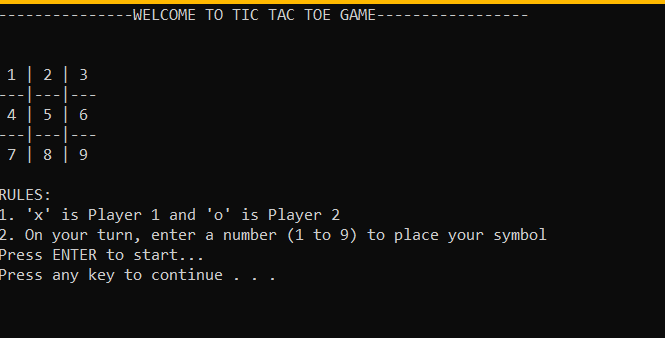 ---------------WELCOME TO TIC TAC TOE GAME-----------------
1 | 2 | 3
---|---|---
4 | 5 | 6
---|---|---
7 | 8 | 9
RULES:
1. 'x' is Player 1 and 'o' is Player 2
2. On your turn, enter a number (1 to 9) to place your symbol
Press ENTER to start...
Press any key to continue . . .